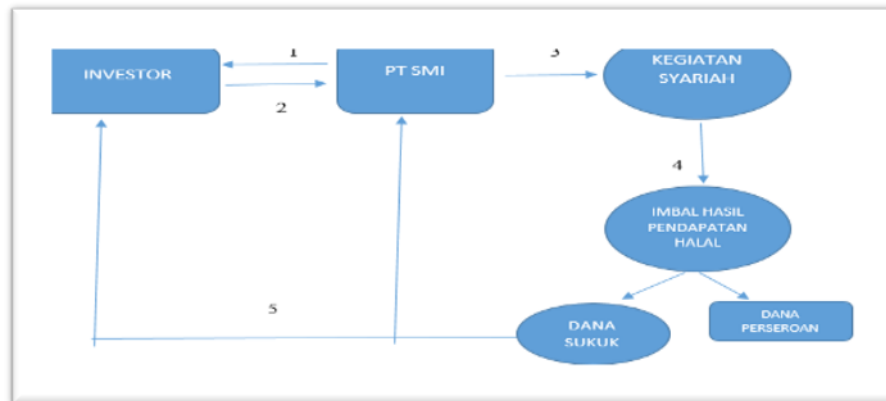 1
3
INVESTOR
PT SMI
KEGIATAN
SYARIAH
2
4
IMBAL HASIL
PENDAPATAN
HALAL
5
DANA
SUKUK
DANA
PERSEROAN